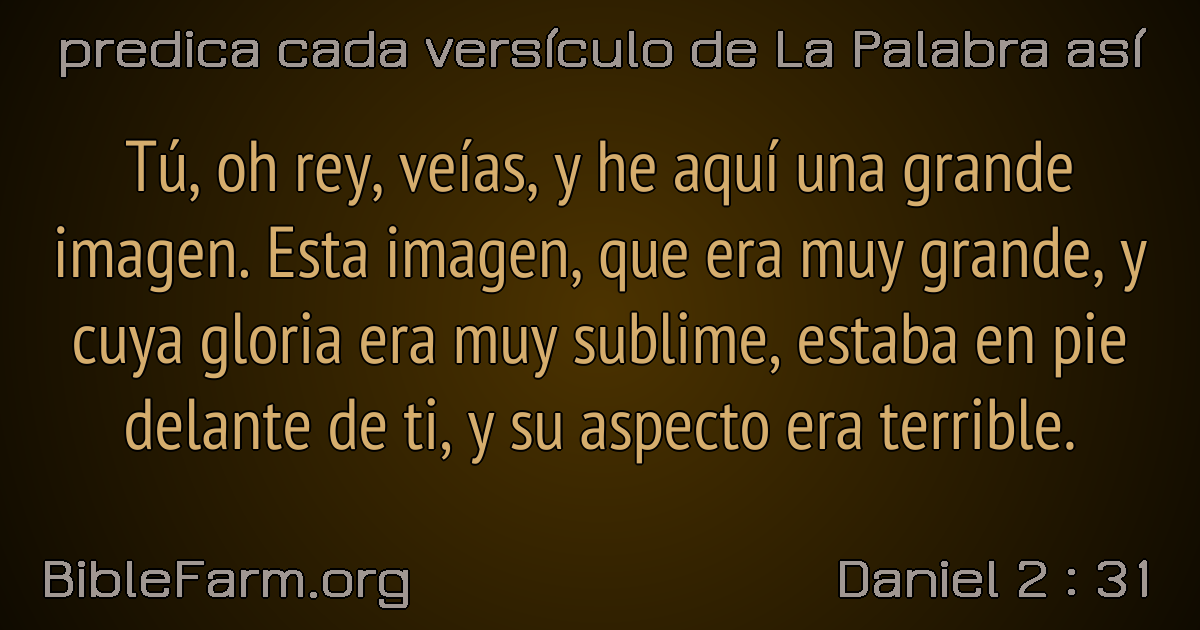 predica cada versículo de La Palabra así
Tú, oh rey, veías, y he aquí una grande
imagen. Esta imagen, que era muy grande, y
cuya gloria era muy sublime, estaba en pie
delante de ti, y su aspecto era terrible.
BibleFarm.org
Daniel 2 : 31